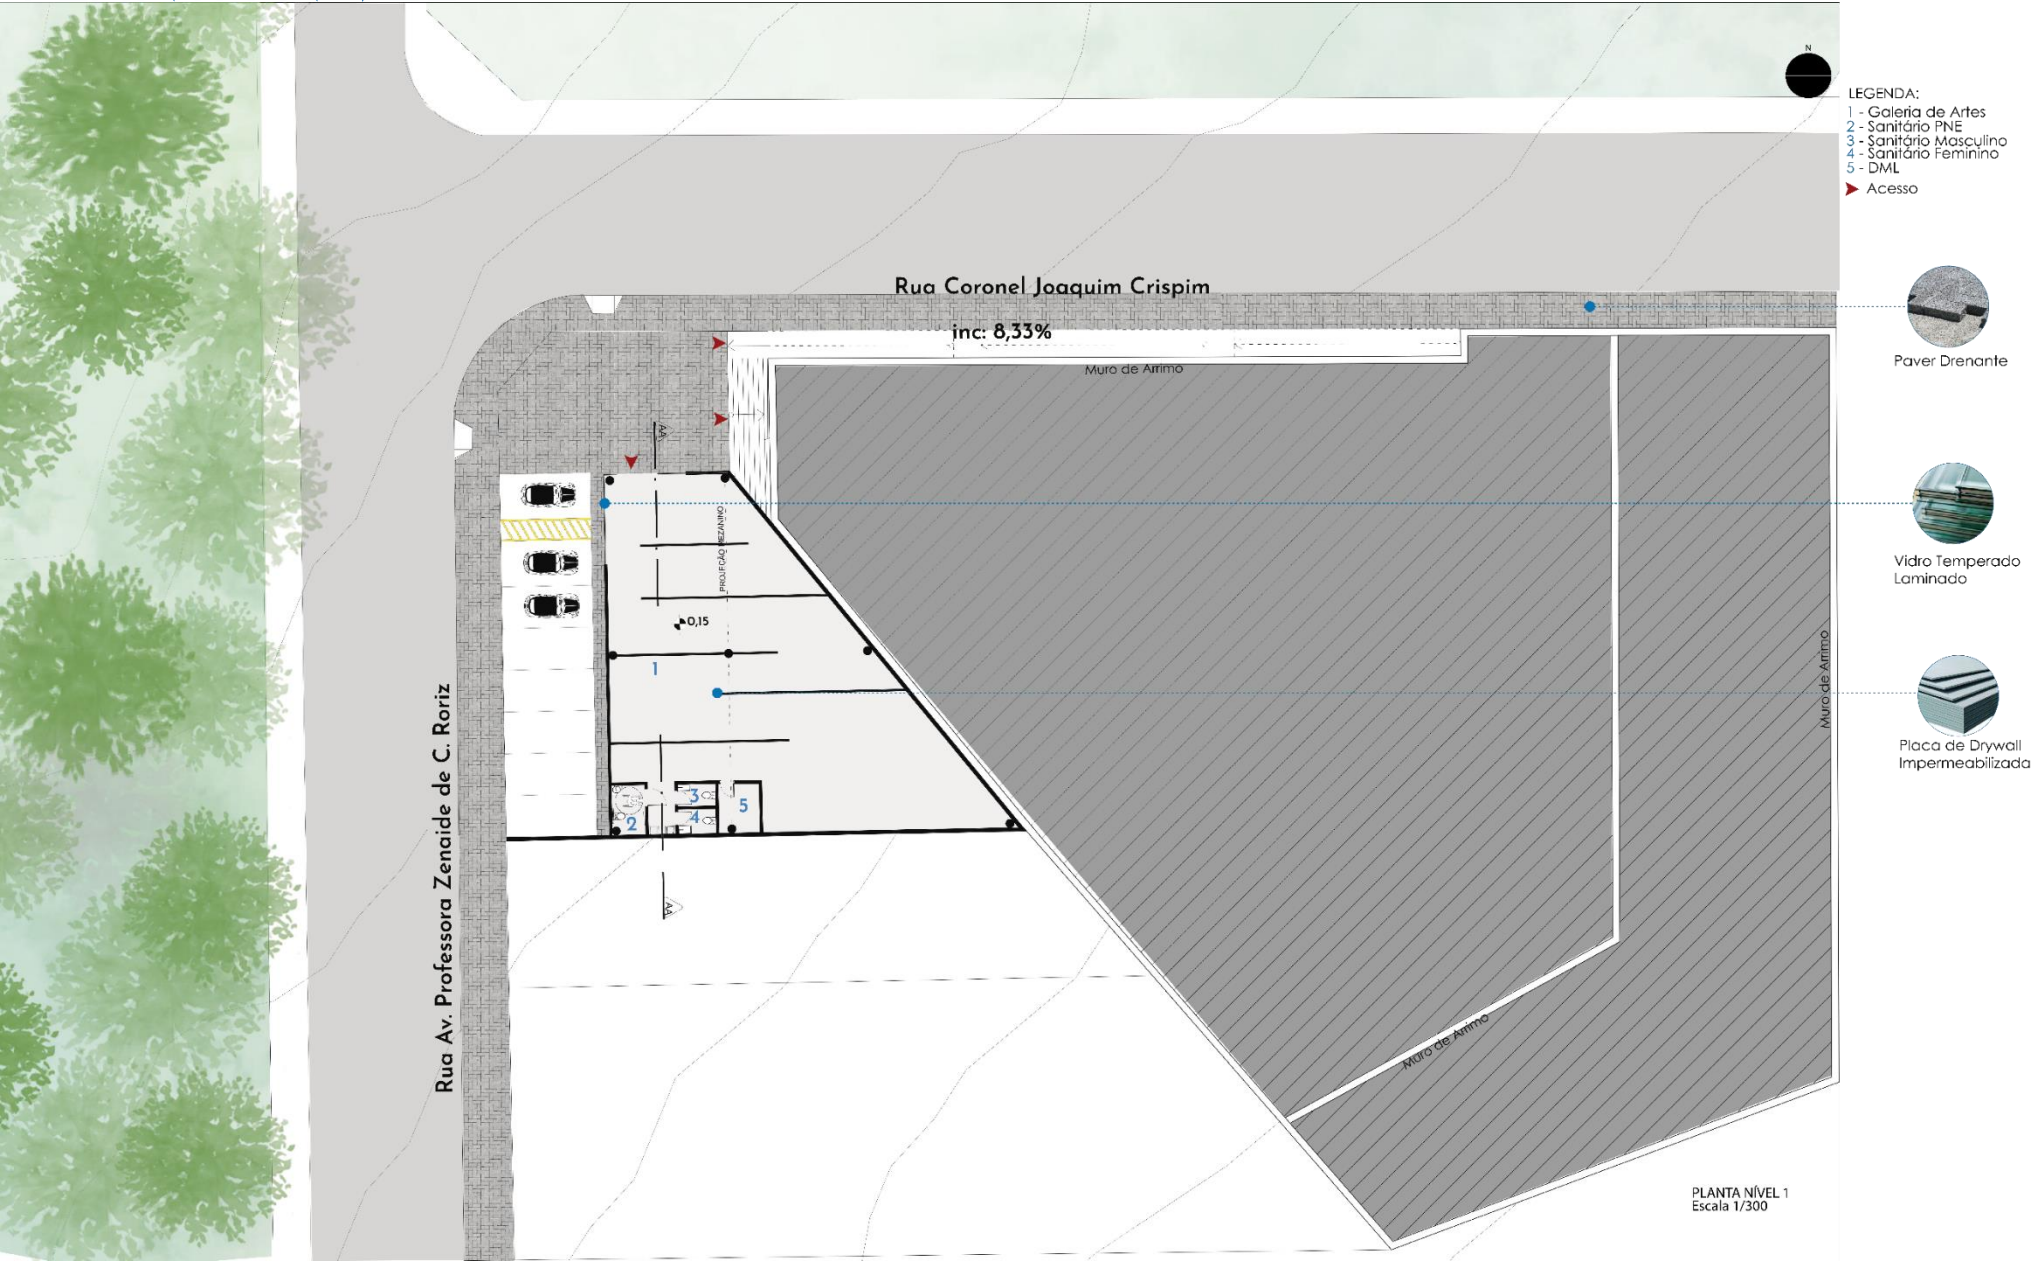 N
LEGENDA:
1 - Galeria de Artes
2 - Sanitário PNE
3 - Sanitário Masculino
4 - Sanitário Feminino
5 - DML
Acesso
Rua Coronel Joaquim Crispim
inc: 8,33%
Muro de Arrimo
Paver Drenante
AA
PROJEÇÃO MEZANINO
Vidro Temperado
Laminado
0,15
1
Muro de Arrimo
Placa de Drywall
Impermeabilizada
Rua Av. Professora Zenaide de C. Roriz
2
3
4
5
AA
Muro de Arrimo
PLANTA NÍVEL 1
Escala 1/300